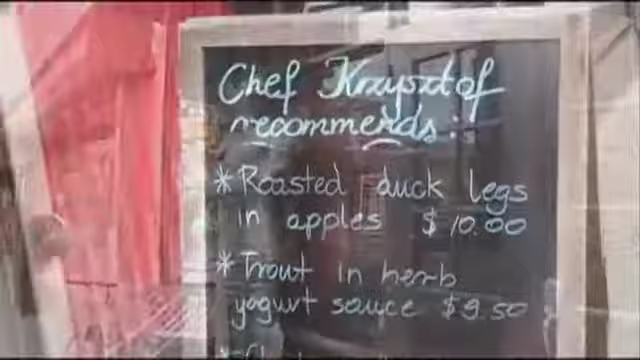 Chef Krzysztof
recommends:
* Roasted duck legs
in apples $10.00
* Trout in herb
yogurt sauce $9.50